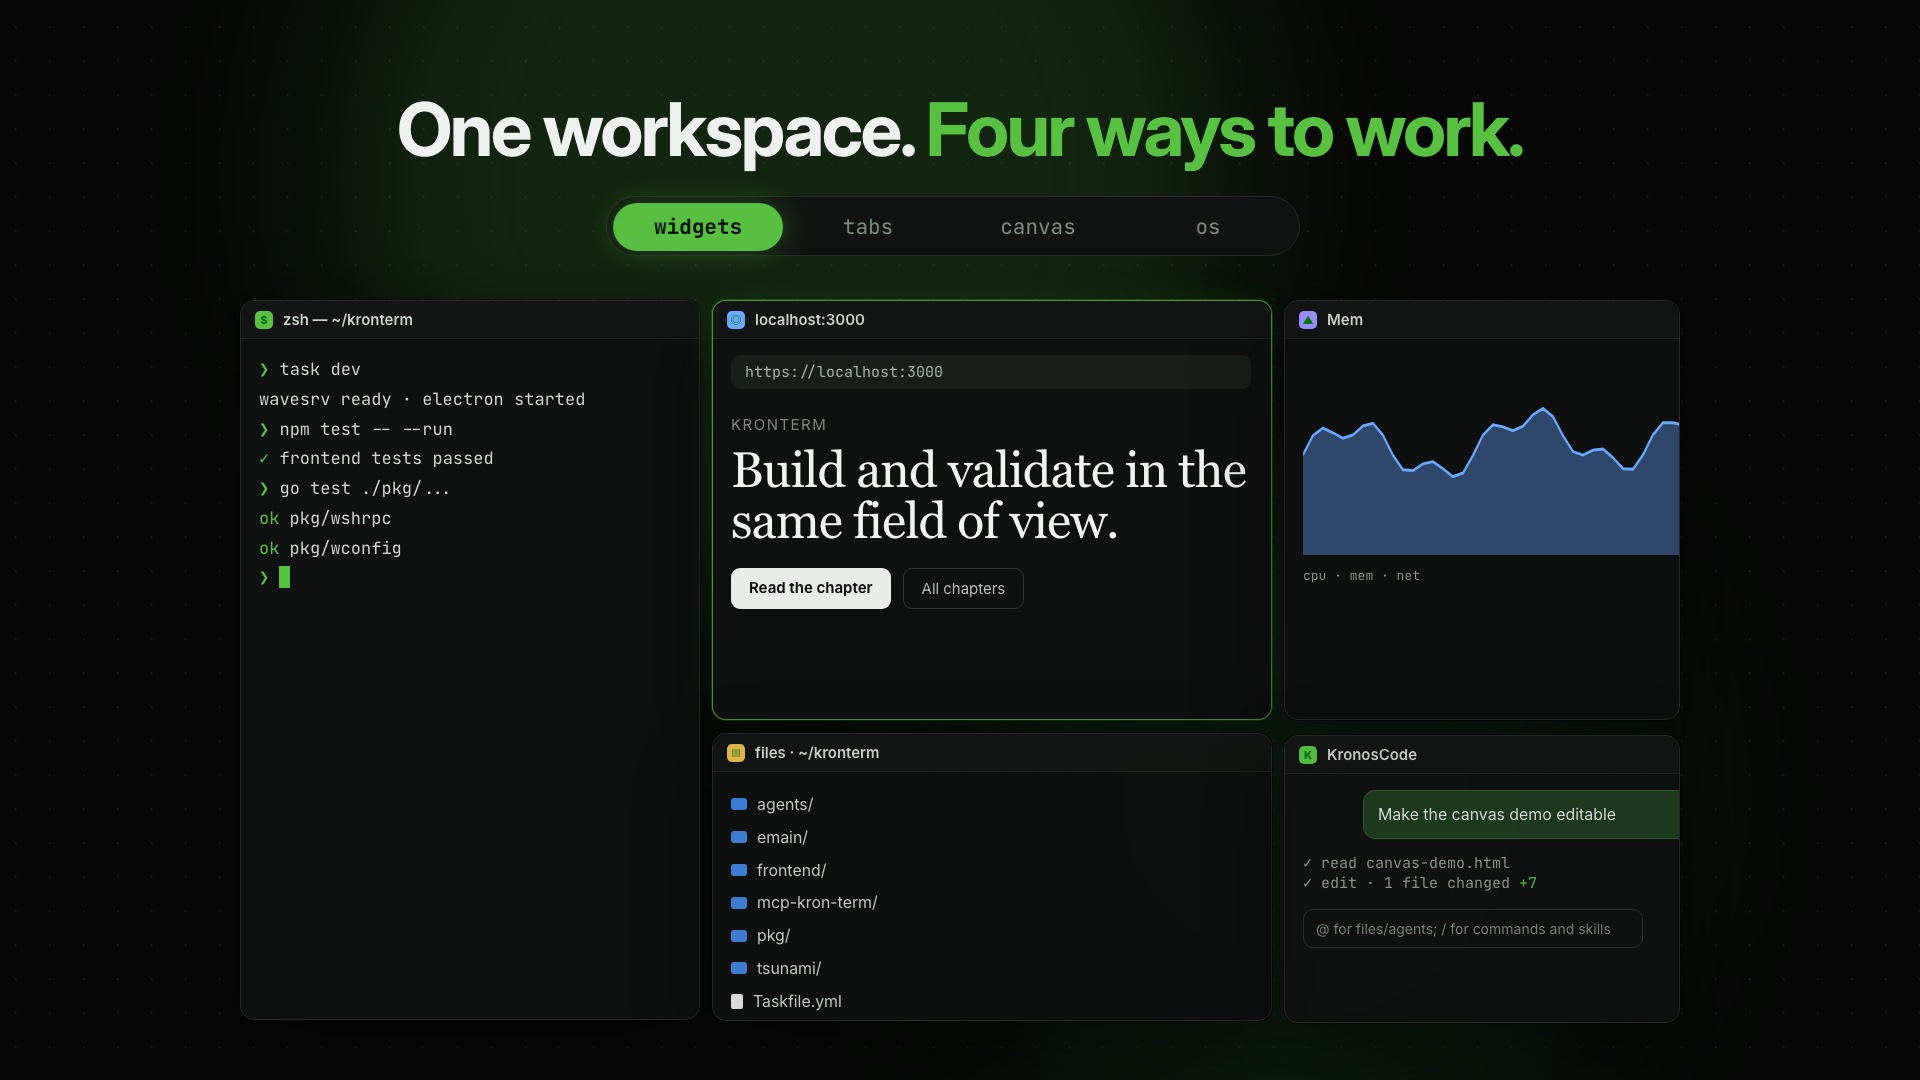 One workspace. Four ways to work.
widgets tabs canvas os
$ zsh — ~/kronterm
❯ task dev
wavesrv ready · electron started
❯ npm test -- --run
✓ frontend tests passed
❯ go test ./pkg/...
ok pkg/wshrpc
ok pkg/wconfig
❯
localhost:3000
https://localhost:3000
KRONTERM
Build and validate in the
same field of view.
Read the chapter All chapters
Mem
cpu · mem · net
files · ~/kronterm
agents/
emain/
frontend/
mcp-kron-term/
pkg/
tsunami/
Taskfile.yml
K KronosCode
Make the canvas demo editable
✓ read canvas-demo.html
✓ edit · 1 file changed +7
@ for files/agents; / for commands and skills